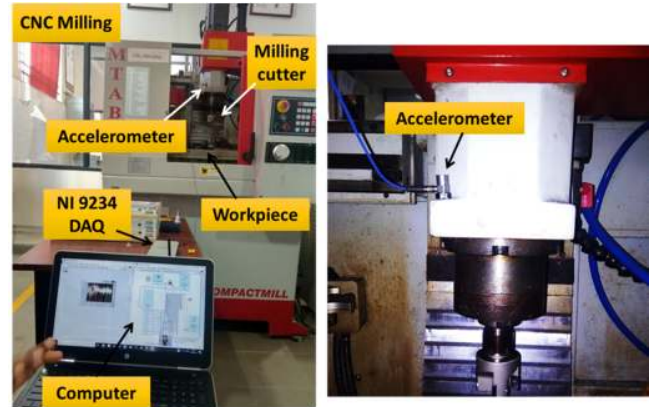 CNC Milling
MTAB
Milling
cutter
Accelerometer
NI 9234
DAQ
Workpiece
COMPACTMILL
Computer
Accelerometer